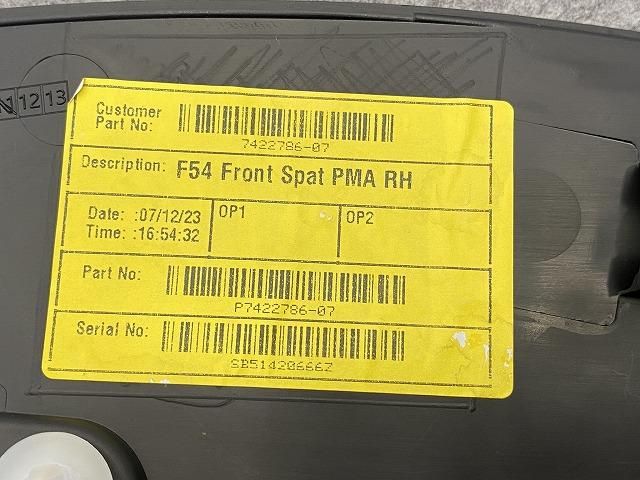 12 13
Customer
Part No:
7422786-07
Description: F54 Front Spat PMA RH
Date: :07/12/23
Time: :16:54:32
OP1
OP2
Part No:
P7422786-07
Serial No:
SB51420666Z